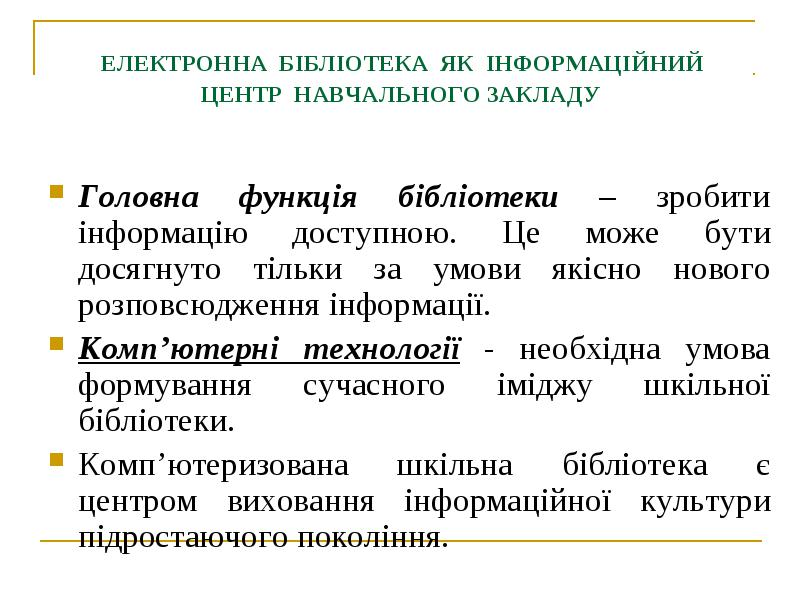 ЕЛЕКТРОННА БІБЛІОТЕКА ЯК ІНФОРМАЦІЙНИЙ
ЦЕНТР НАВЧАЛЬНОГО ЗАКЛАДУ
Головна функція бібліотеки – зробити
інформацію доступною. Це може бути
досягнуто тільки за умови якісно нового
розповсюдження інформації.
Комп’ютерні технології - необхідна умова
формування сучасного іміджу шкільної
бібліотеки.
Комп’ютеризована шкільна бібліотека є
центром виховання інформаційної культури
підростаючого покоління.